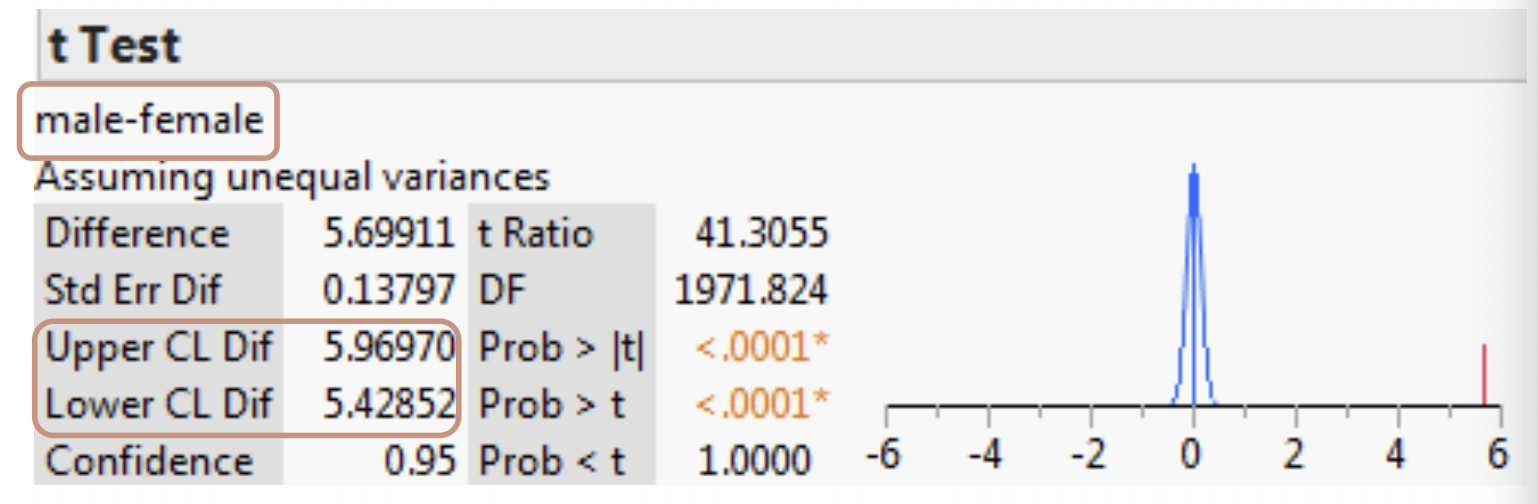 t Test
male-female
Assuming unequal variances
Difference 5.69911 t Ratio 41.3055
Std Err Dif 0.13797 DF 1971.824
Upper CL Dif 5.96970 Prob > |t| <.0001*
Lower CL Dif 5.42852 Prob > t <.0001*
Confidence 0.95 Prob < t 1.0000
-6 -4 -2 0 2 4 6